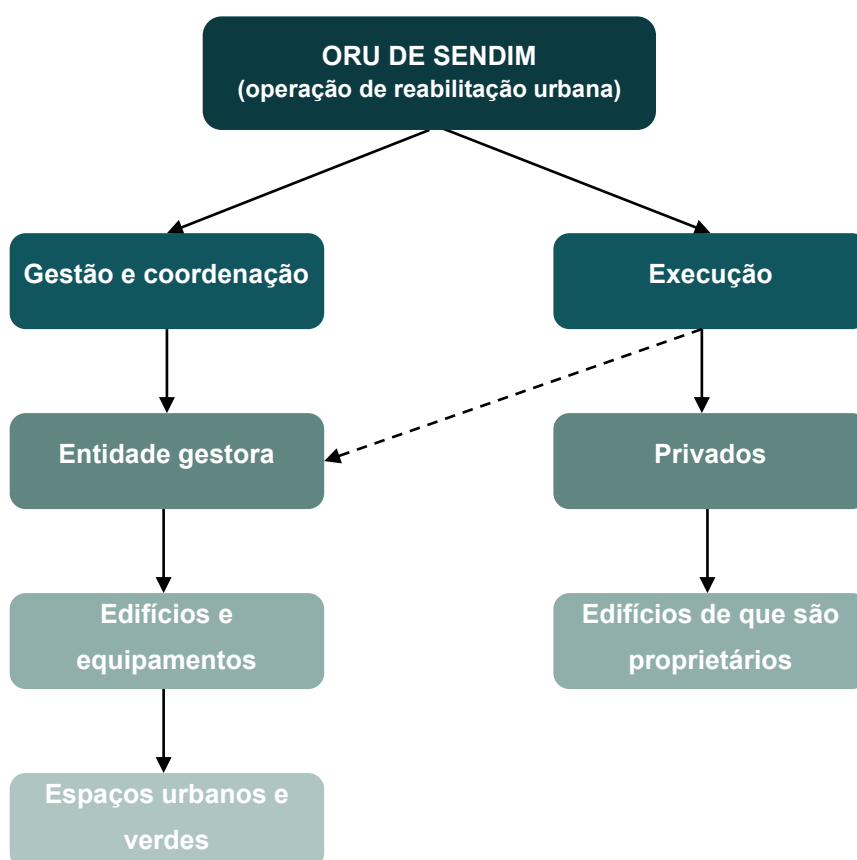 ORU DE SENDIM
(operação de reabilitação urbana)
Gestão e coordenação
Execução
Entidade gestora
Privados
Edifícios e
equipamentos
Edifícios de que são
proprietários
Espaços urbanos e
verdes